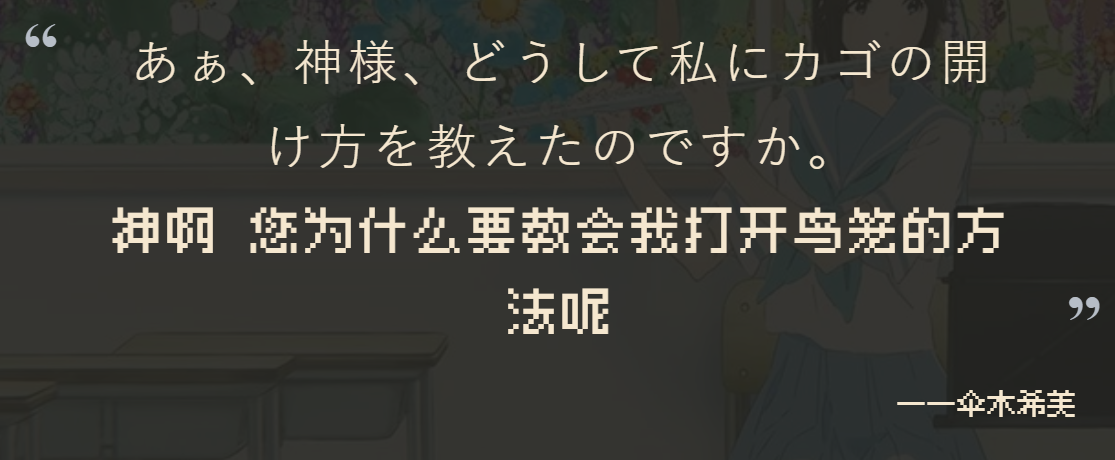 “
あぁ、神様、どうして私にカゴの開
け方を教えたのですか。
神啊 您为什么要教会我打开鸟笼的方
法呢
”
——伞木希美